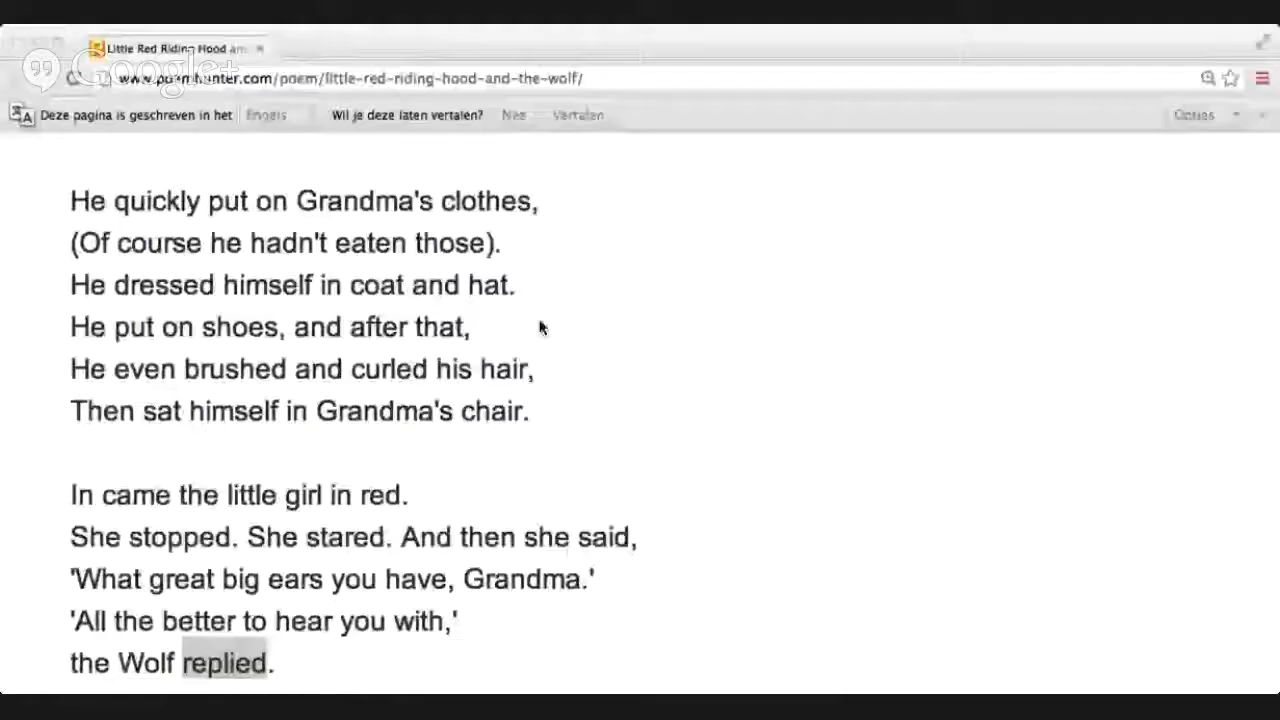 Little Red Riding Hood an
Google+
www.poemhunter.com/poem/little-red-riding-hood-and-the-wolf/
Deze pagina is geschreven in het Engels Wil je deze laten vertalen? Nee Vertalen Opties
He quickly put on Grandma's clothes,
(Of course he hadn't eaten those).
He dressed himself in coat and hat.
He put on shoes, and after that,
He even brushed and curled his hair,
Then sat himself in Grandma's chair.
In came the little girl in red.
She stopped. She stared. And then she said,
'What great big ears you have, Grandma.'
'All the better to hear you with,'
the Wolf replied.